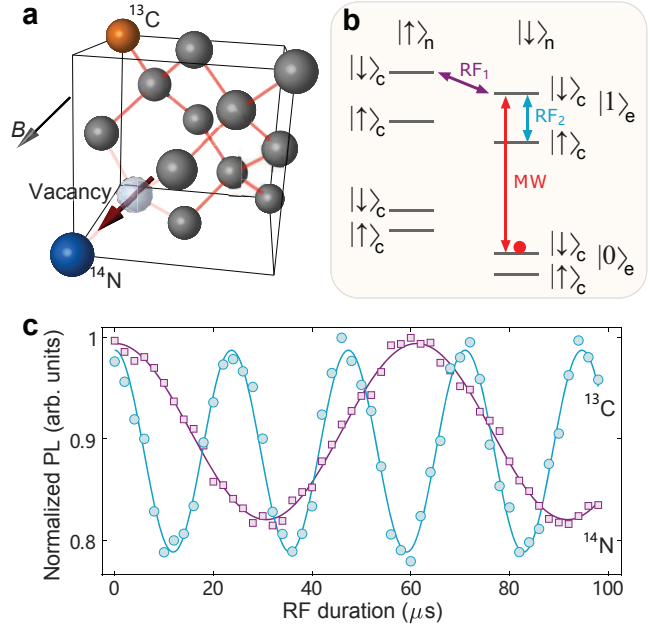 a
¹³C
B
Vacancy
¹⁴N
b
|↑⟩ₙ |↓⟩ₙ
|↓⟩c RF₁ |↓⟩c |1⟩e
|↑⟩c RF₂ |↑⟩c
MW
|↓⟩c |↓⟩c |0⟩e
|↑⟩c |↑⟩c
c
Normalized PL (arb. units)
1
0.9
0.8
¹³C
¹⁴N
0 20 40 60 80 100
RF duration (μs)